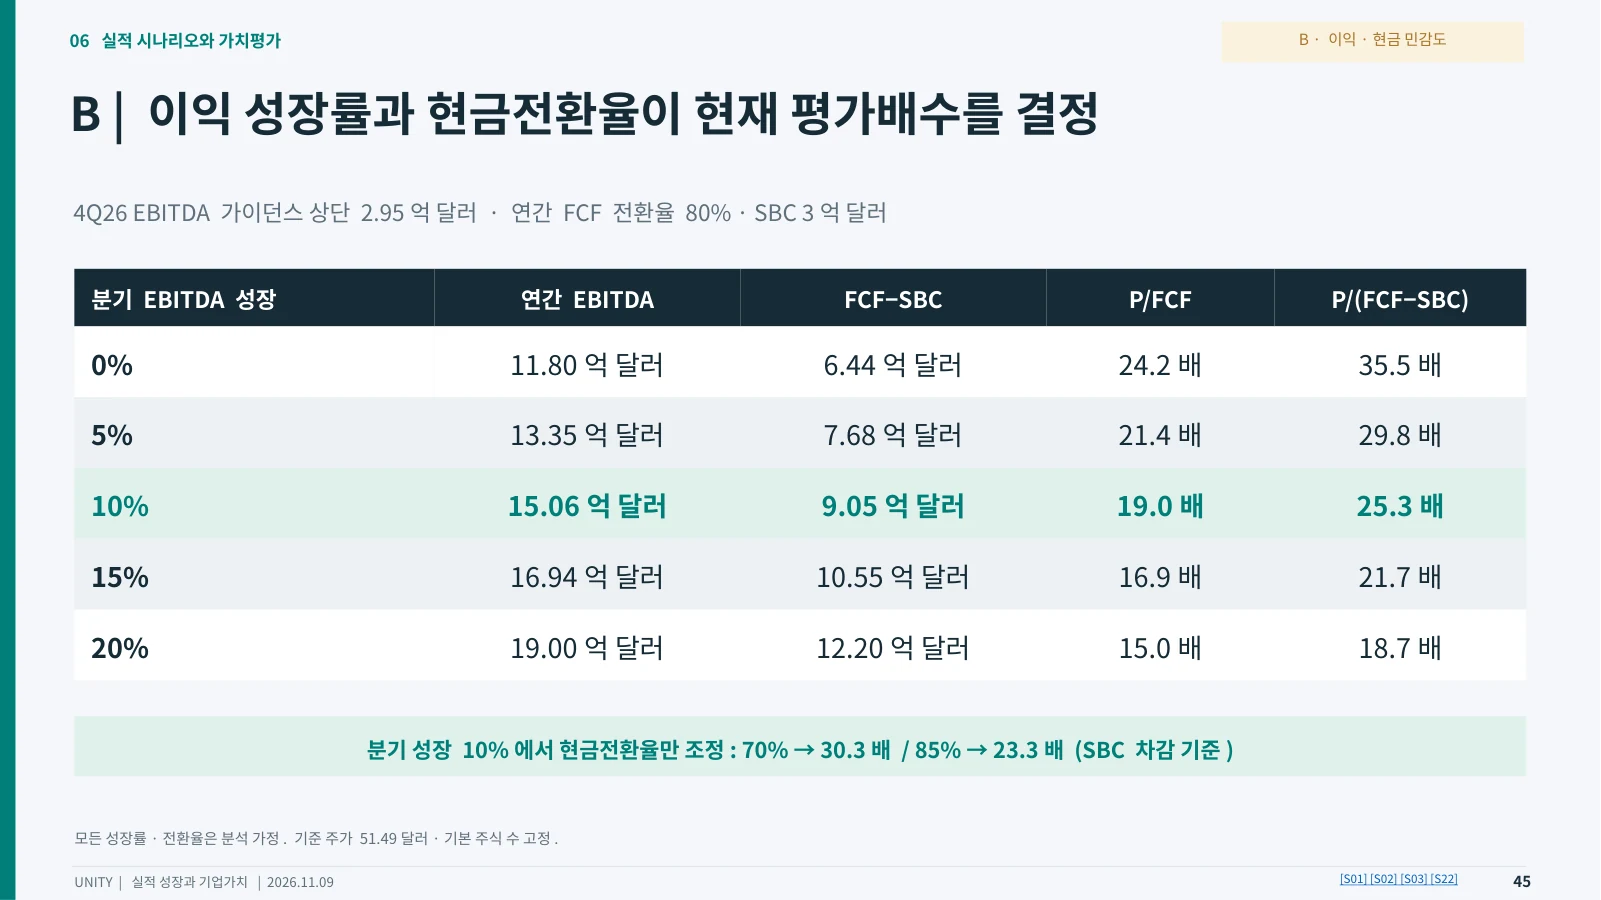 06 실적 시나리오와 가치평가
B · 이익 · 현금 민감도
B | 이익 성장률과 현금전환율이 현재 평가배수를 결정
4Q26 EBITDA 가이던스 상단 2.95 억 달러 · 연간 FCF 전환율 80% · SBC 3 억 달러
분기 EBITDA 성장 연간 EBITDA FCF−SBC P/FCF P/(FCF−SBC)
0% 11.80 억 달러 6.44 억 달러 24.2 배 35.5 배
5% 13.35 억 달러 7.68 억 달러 21.4 배 29.8 배
10% 15.06 억 달러 9.05 억 달러 19.0 배 25.3 배
15% 16.94 억 달러 10.55 억 달러 16.9 배 21.7 배
20% 19.00 억 달러 12.20 억 달러 15.0 배 18.7 배
분기 성장 10% 에서 현금전환율만 조정 : 70% → 30.3 배 / 85% → 23.3 배 (SBC 차감 기준 )
모든 성장률 · 전환율은 분석 가정 . 기준 주가 51.49 달러 · 기본 주식 수 고정 .
UNITY | 실적 성장과 기업가치 | 2026.11.09
[S01] [S02] [S03] [S22]
45